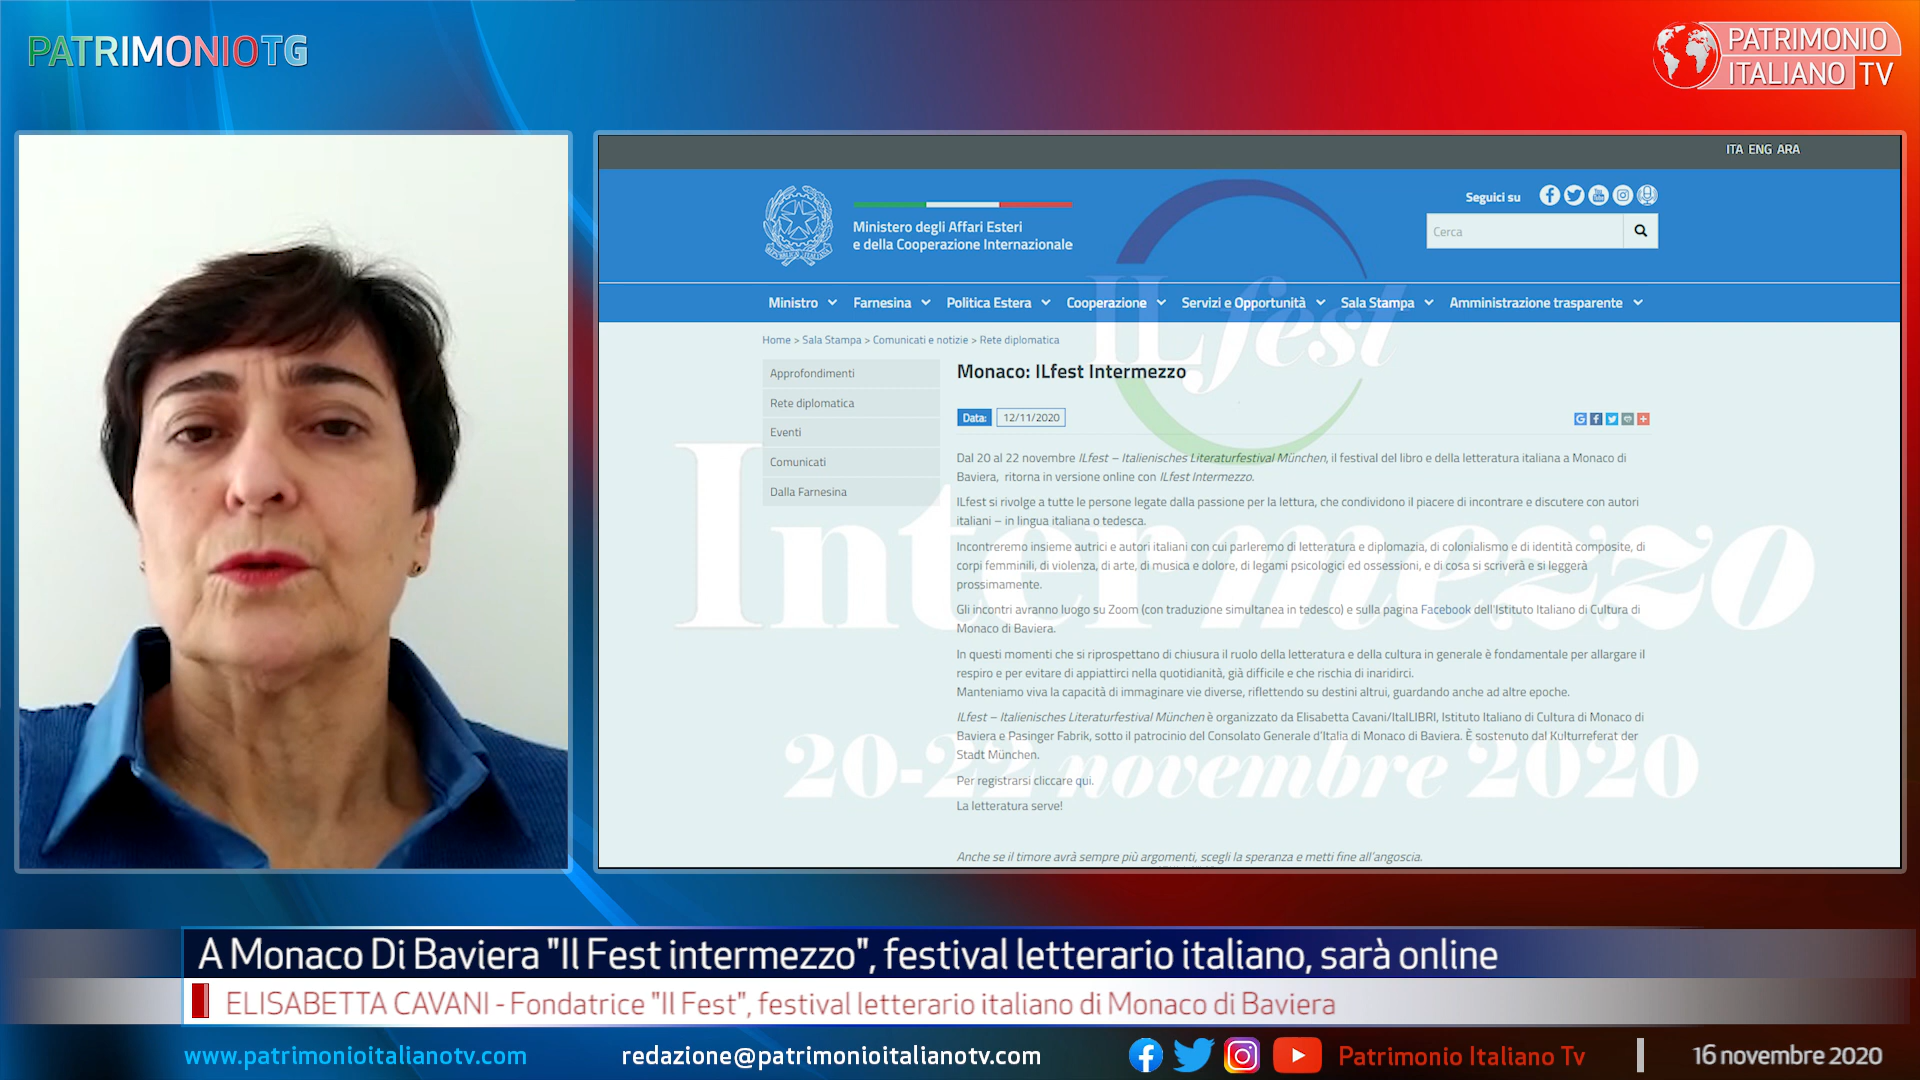 PATRIMONIOTG
PATRIMONIO
ITALIANO TV
ITA ENG ARA
Ministero degli Affari Esteri
e della Cooperazione Internazionale
Seguici su
Cerca
Ministro
Farnesina
Politica Estera
Cooperazione
Servizi e Opportunità
Sala Stampa
Amministrazione trasparente
Home > Sala Stampa > Comunicati e notizie > Rete diplomatica
Approfondimenti
Rete diplomatica
Eventi
Comunicati
Dalla Farnesina
ILfest
Intermezzo
20-22 novembre 2020
Monaco: ILfest Intermezzo
Data: 12/11/2020
Dal 20 al 22 novembre ILfest – Italienisches Literaturfestival München, il festival del libro e della letteratura italiana a Monaco di
Baviera, ritorna in versione online con ILfest Intermezzo.
ILfest si rivolge a tutte le persone legate dalla passione per la lettura, che condividono il piacere di incontrare e discutere con autori
italiani – in lingua italiana o tedesca.
Incontreremo insieme autrici e autori italiani con cui parleremo di letteratura e diplomazia, di colonialismo e di identità composite, di
corpi femminili, di violenza, di arte, di musica e dolore, di legami psicologici ed ossessioni, e di cosa si scriverà e si leggerà
prossimamente.
Gli incontri avranno luogo su Zoom (con traduzione simultanea in tedesco) e sulla pagina Facebook dell'Istituto Italiano di Cultura di
Monaco di Baviera.
In questi momenti che si riprospettano di chiusura il ruolo della letteratura e della cultura in generale è fondamentale per allargare il
respiro e per evitare di appiattirci nella quotidianità, già difficile e che rischia di inaridirci.
Manteniamo viva la capacità di immaginare vie diverse, riflettendo su destini altrui, guardando anche ad altre epoche.
ILfest – Italienisches Literaturfestival München è organizzato da Elisabetta Cavani/ItalLIBRI, Istituto Italiano di Cultura di Monaco di
Baviera e Pasinger Fabrik, sotto il patrocinio del Consolato Generale d'Italia di Monaco di Baviera. È sostenuto dal Kulturreferat der
Stadt München.
Per registrarsi cliccare qui.
La letteratura serve!
Anche se il timore avrà sempre più argomenti, scegli la speranza e metti fine all'angoscia.
A Monaco Di Baviera "Il Fest intermezzo", festival letterario italiano, sarà online
ELISABETTA CAVANI - Fondatrice "Il Fest", festival letterario italiano di Monaco di Baviera
www.patrimonioitalianotv.com
redazione@patrimonioitalianotv.com
Patrimonio Italiano Tv
16 novembre 2020